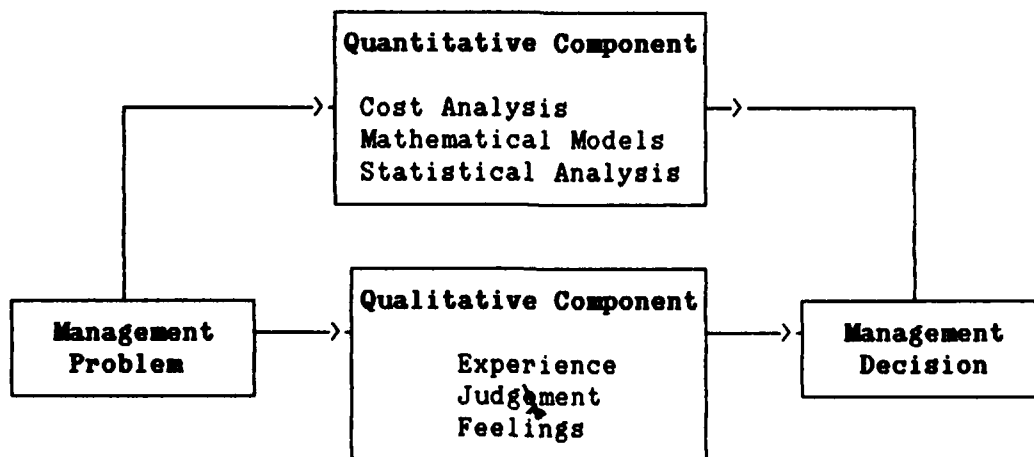 Quantitative Component
Cost Analysis
Mathematical Models
Statistical Analysis
Management
Problem
Qualitative Component
Experience
Judgement
Feelings
Management
Decision